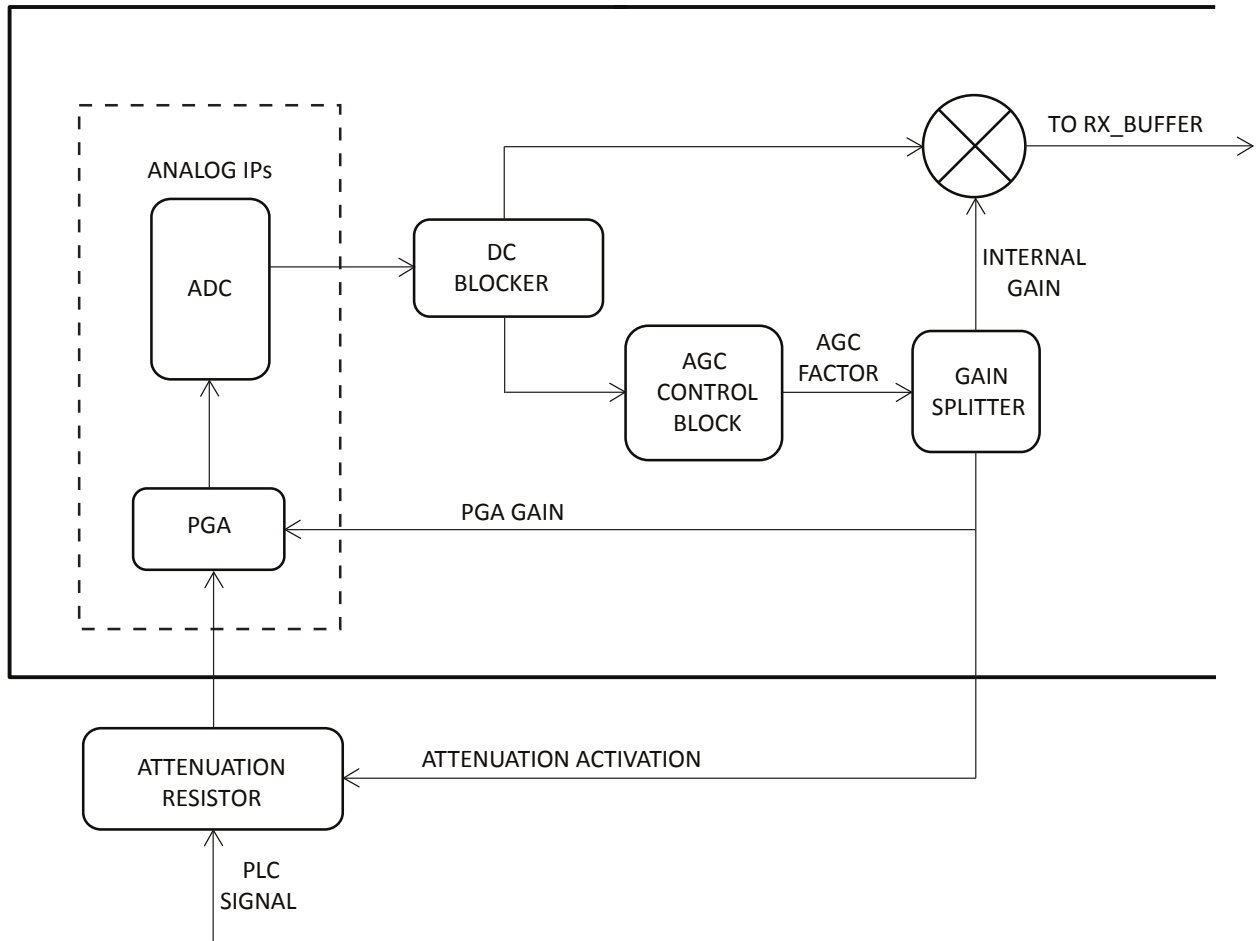 TO RX_BUFFER
ANALOG IPs
ADC
DC
BLOCKER
INTERNAL
GAIN
AGC
CONTROL
BLOCK
AGC
FACTOR
GAIN
SPLITTER
PGA
PGA GAIN
ATTENUATION
RESISTOR
ATTENUATION ACTIVATION
PLC
SIGNAL